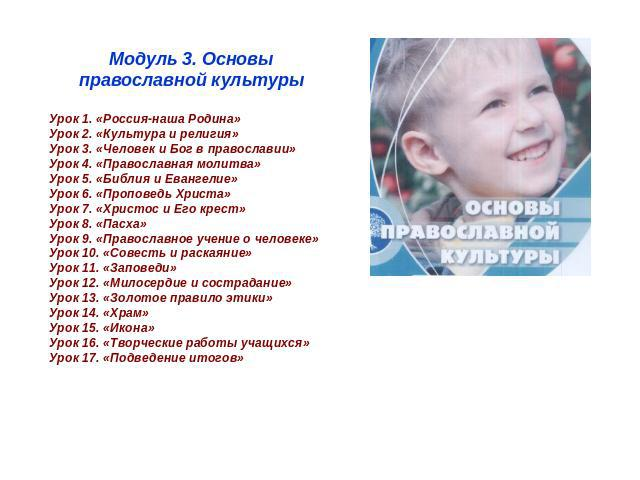 Модуль 3. Основы
православной культуры
Урок 1. «Россия-наша Родина»
Урок 2. «Культура и религия»
Урок 3. «Человек и Бог в православии»
Урок 4. «Православная молитва»
Урок 5. «Библия и Евангелие»
Урок 6. «Проповедь Христа»
Урок 7. «Христос и Его крест»
Урок 8. «Пасха»
Урок 9. «Православное учение о человеке»
Урок 10. «Совесть и раскаяние»
Урок 11. «Заповеди»
Урок 12. «Милосердие и сострадание»
Урок 13. «Золотое правило этики»
Урок 14. «Храм»
Урок 15. «Икона»
Урок 16. «Творческие работы учащихся»
Урок 17. «Подведение итогов»
ОСНОВЫ
ПРАВОСЛАВНОЙ
КУЛЬТУРЫ